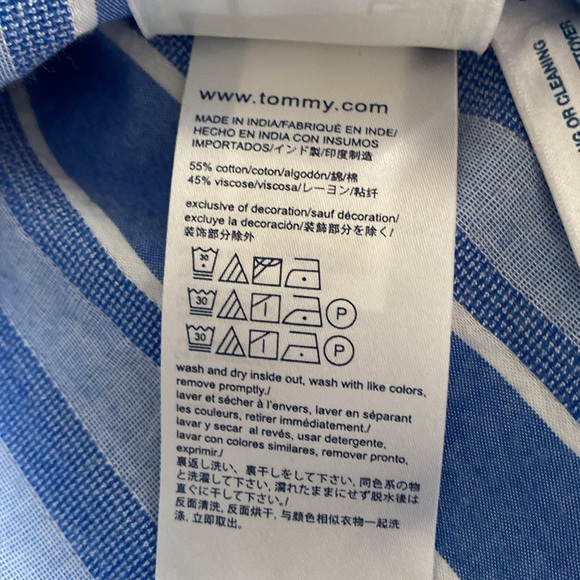 www.tommy.com
MADE IN INDIA/FABRIQUÉ EN INDE/
HECHO EN INDIA CON INSUMOS
IMPORTADOS/インド製/印度制造
55% cotton/coton/algodón/綿/棉
45% viscose/viscosa/レーヨン/粘纤
exclusive of decoration/sauf décoration/
excluye la decoración/装飾部分を除く/
装饰部分除外
30
30 P
30 P
wash and dry inside out, wash with like colors,
remove promptly./
laver et sécher à l'envers, laver en séparant
les couleurs, retirer immédiatement./
lavar y secar al revés, usar detergente,
lavar con colores similares, remover pronto,
exprimir./
裏返し洗い、裏干しをして下さい, 同色系の物
と洗濯して下さい, 濡れたままにせず脱水後は
直ぐに干して下さい。/
反面清洗, 反面烘干, 与颜色相似衣物一起洗
涤, 立即取出。
OR CLEANING